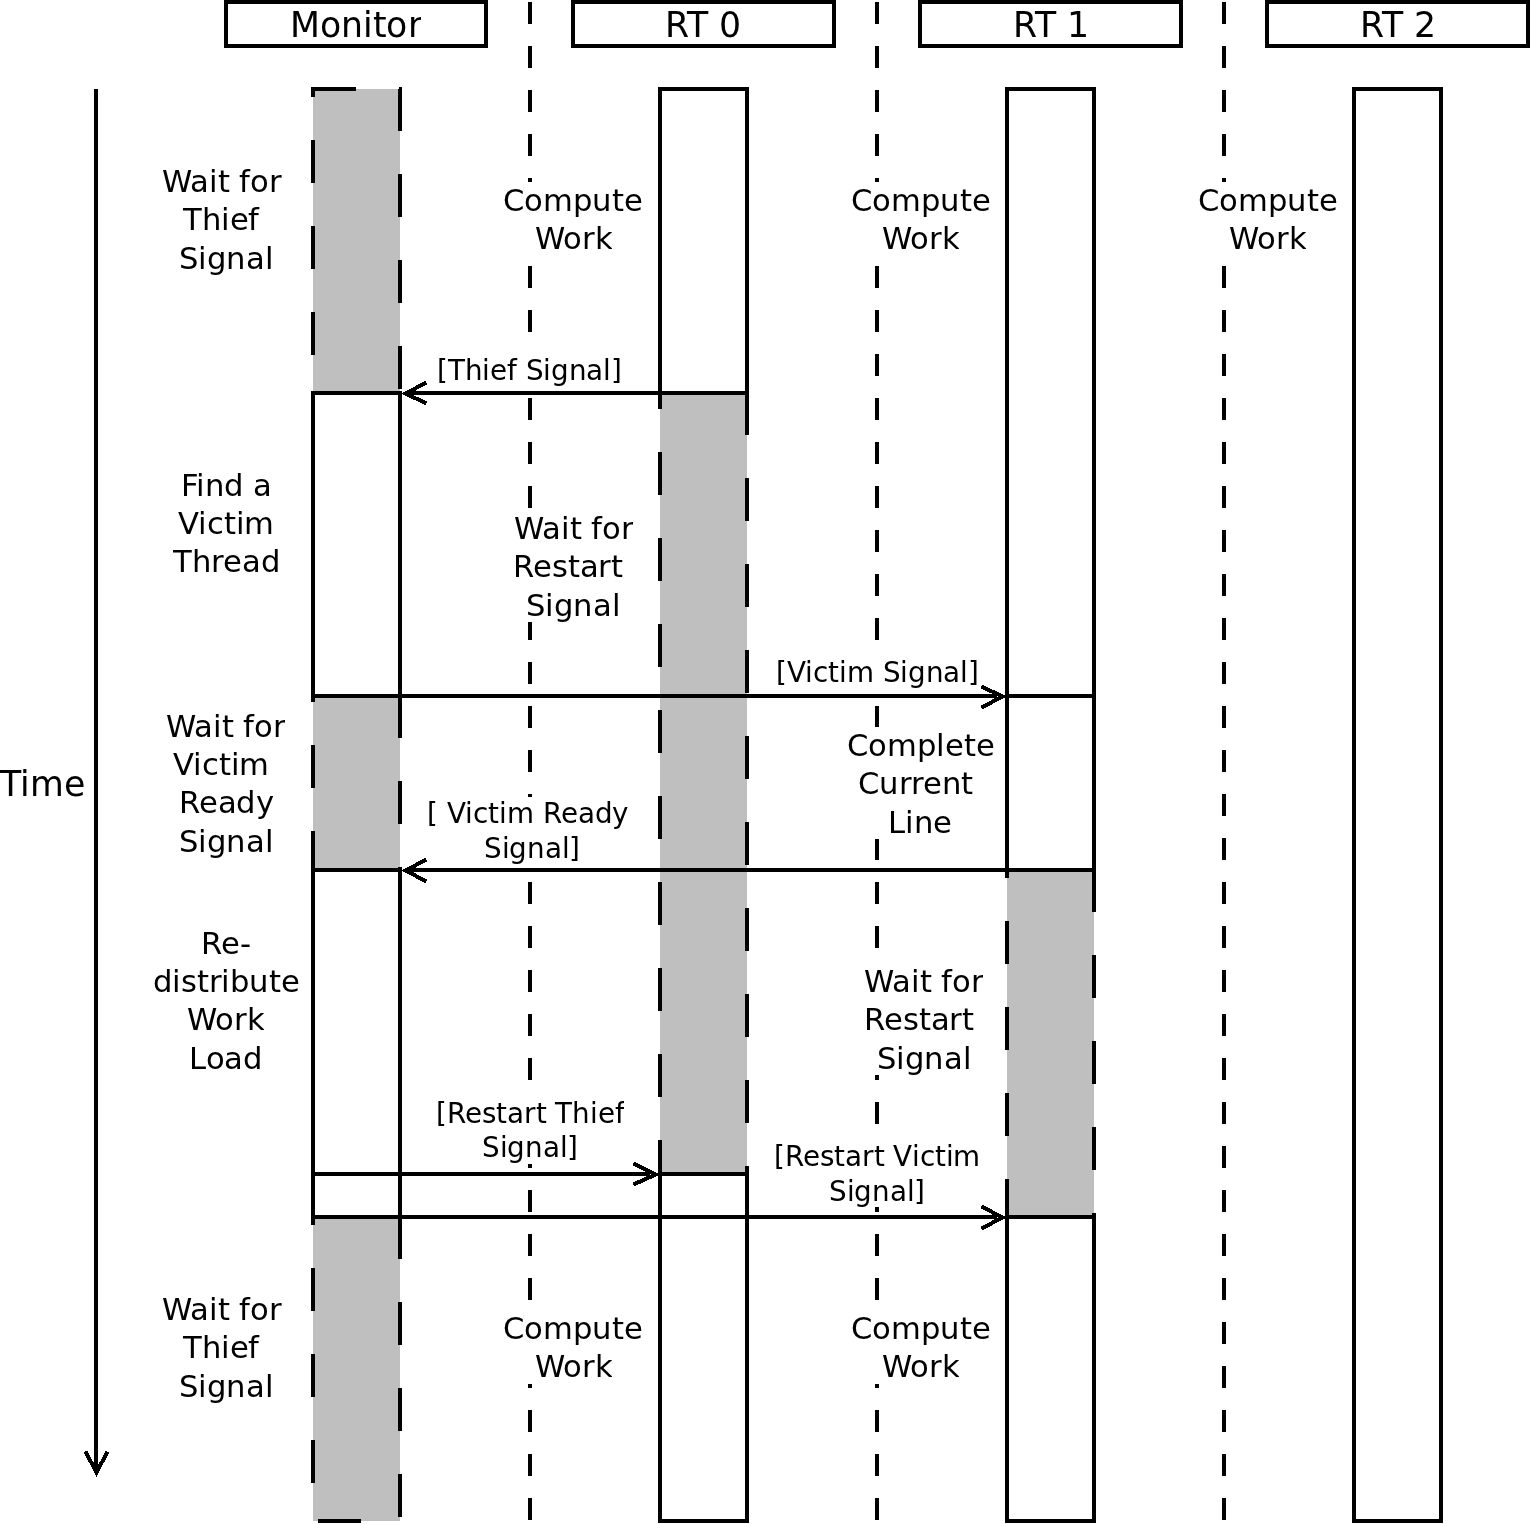 Monitor
RT 0
RT 1
RT 2
Wait for
Thief
Signal
Compute
Work
Compute
Work
Compute
Work
[Thief Signal]
Find a
Victim
Thread
Wait for
Restart
Signal
[Victim Signal]
Wait for
Victim
Ready
Signal
Complete
Current
Line
Time
[ Victim Ready
Signal]
Re-
distribute
Work
Load
Wait for
Restart
Signal
[Restart Thief
Signal]
[Restart Victim
Signal]
Wait for
Thief
Signal
Compute
Work
Compute
Work